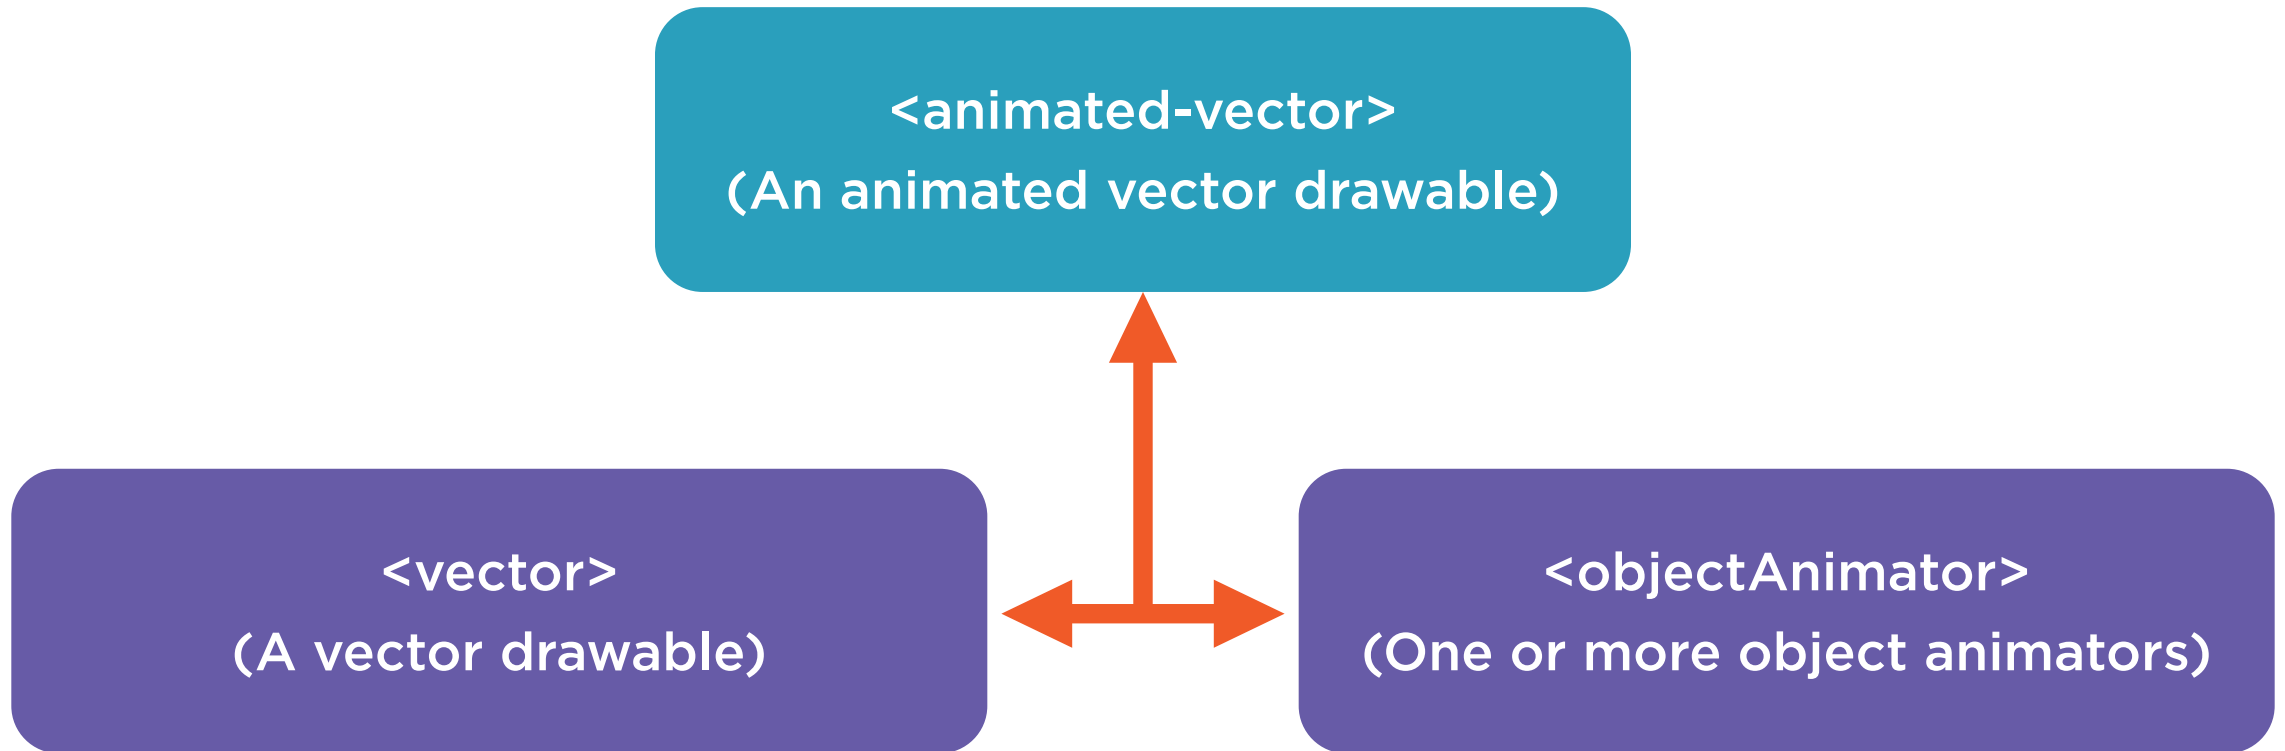 <animated-vector>
(An animated vector drawable)
<vector>
(A vector drawable)
<objectAnimator>
(One or more object animators)